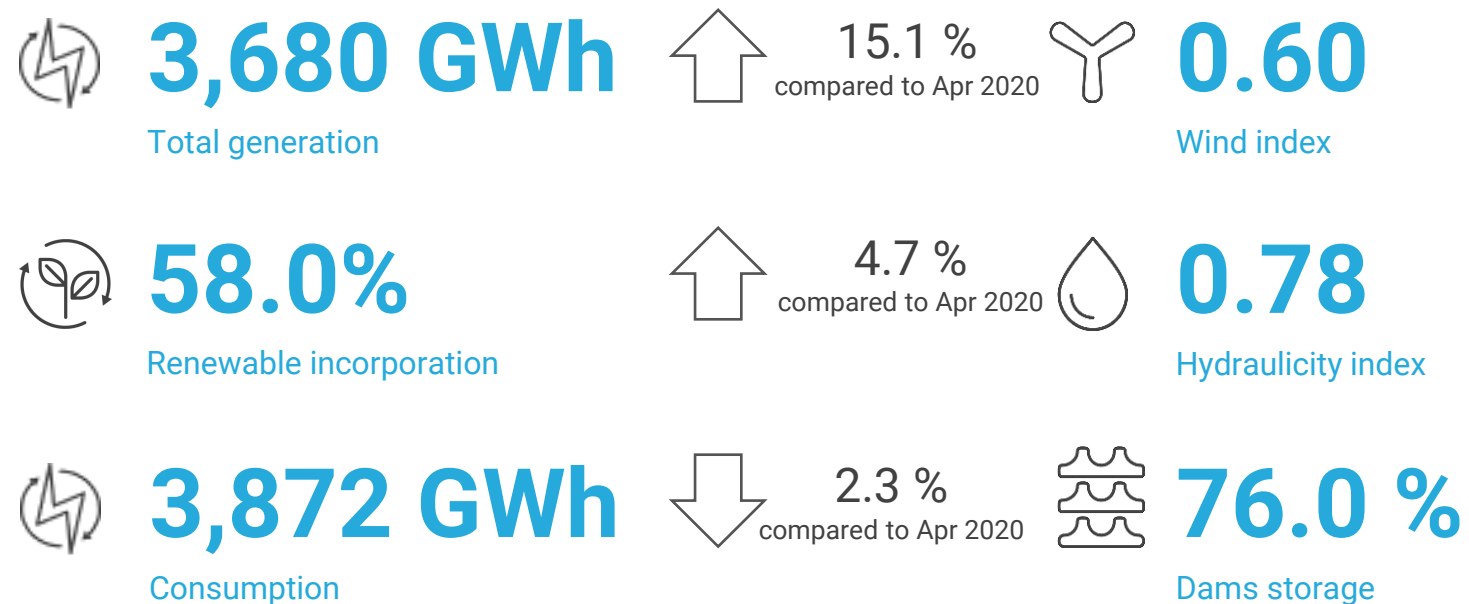 3,680 GWh
Total generation
15.1 %
compared to Apr 2020
0.60
Wind index
58.0%
Renewable incorporation
4.7 %
compared to Apr 2020
0.78
Hydraulicity index
3,872 GWh
Consumption
2.3 %
compared to Apr 2020
76.0 %
Dams storage